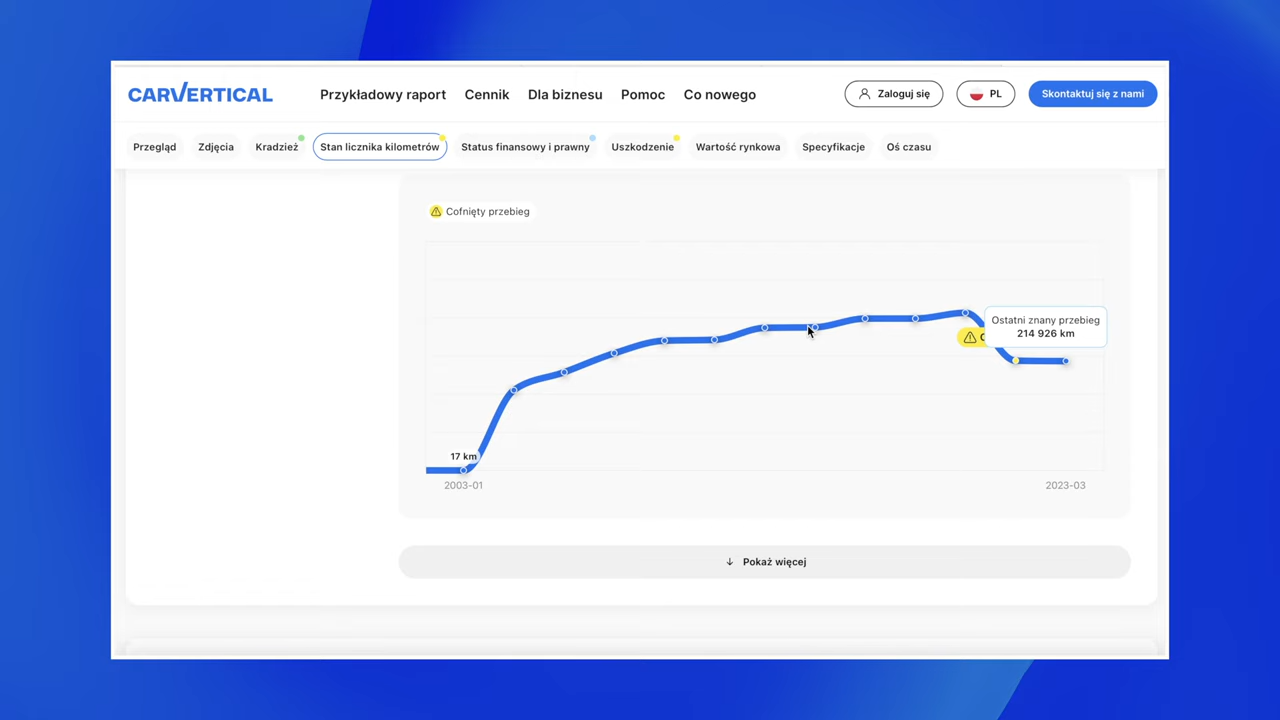 CARVERTICAL
Przykładowy raport
Cennik
Dla biznesu
Pomoc
Co nowego
Zaloguj się
PL
Skontaktuj się z nami
Przegląd
Zdjęcia
Kradzież
Stan licznika kilometrów
Status finansowy i prawny
Uszkodzenie
Wartość rynkowa
Specyfikacje
Oś czasu
Cofnięty przebieg
Ostatni znany przebieg
214 926 km
17 km
2003-01
2023-03
Pokaż więcej